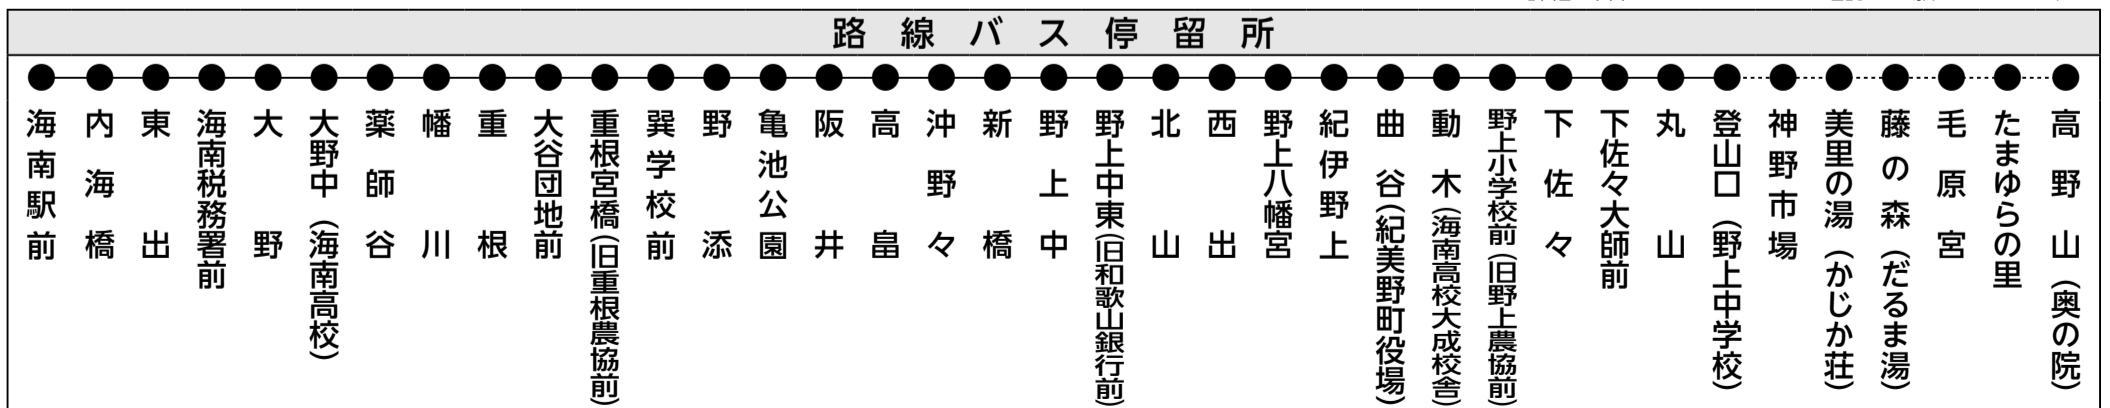 路線バス停留所
海南駅前
内海橋
東出
海南税務署前
大野
大野中（海南高校）
薬師谷
幡川
重根
大谷団地前
重根宮橋（旧重根農協前）
巽学校前
野添
亀池公園
阪井
高畠
沖野々
新橋
野上中
野上中東（旧和歌山銀行前）
北山
西出
野上八幡宮
紀伊野上
曲谷（紀美野町役場）
動木（海南高校大成校舎）
野上小学校前（旧野上農協前）
下佐々
下佐々大師前
丸山
登山口（野上中学校）
神野市場
美里の湯（かじか荘）
藤の森（だるま湯）
毛原宮
たまゆらの里
高野山（奥の院）